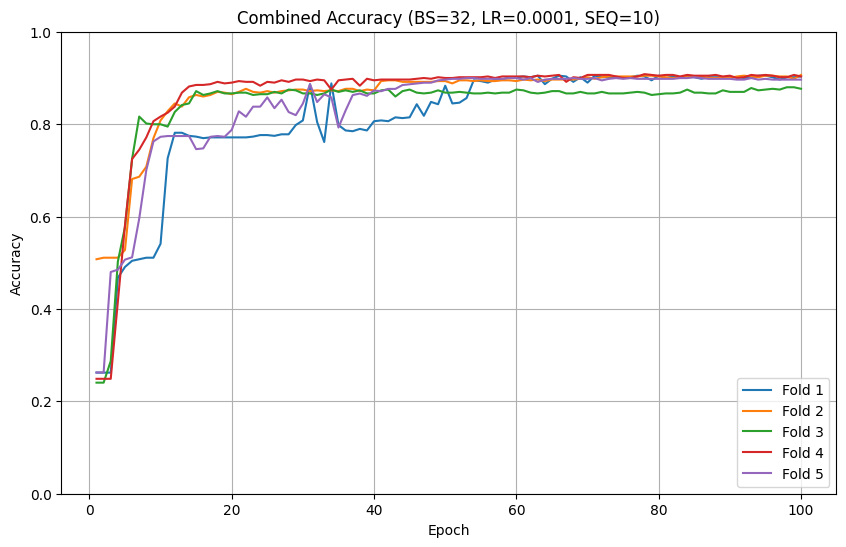 Combined Accuracy (BS=32, LR=0.0001, SEQ=10)
Accuracy
1.0
0.8
0.6
0.4
0.2
0.0
0
20
40
60
80
100
Epoch
Fold 1
Fold 2
Fold 3
Fold 4
Fold 5